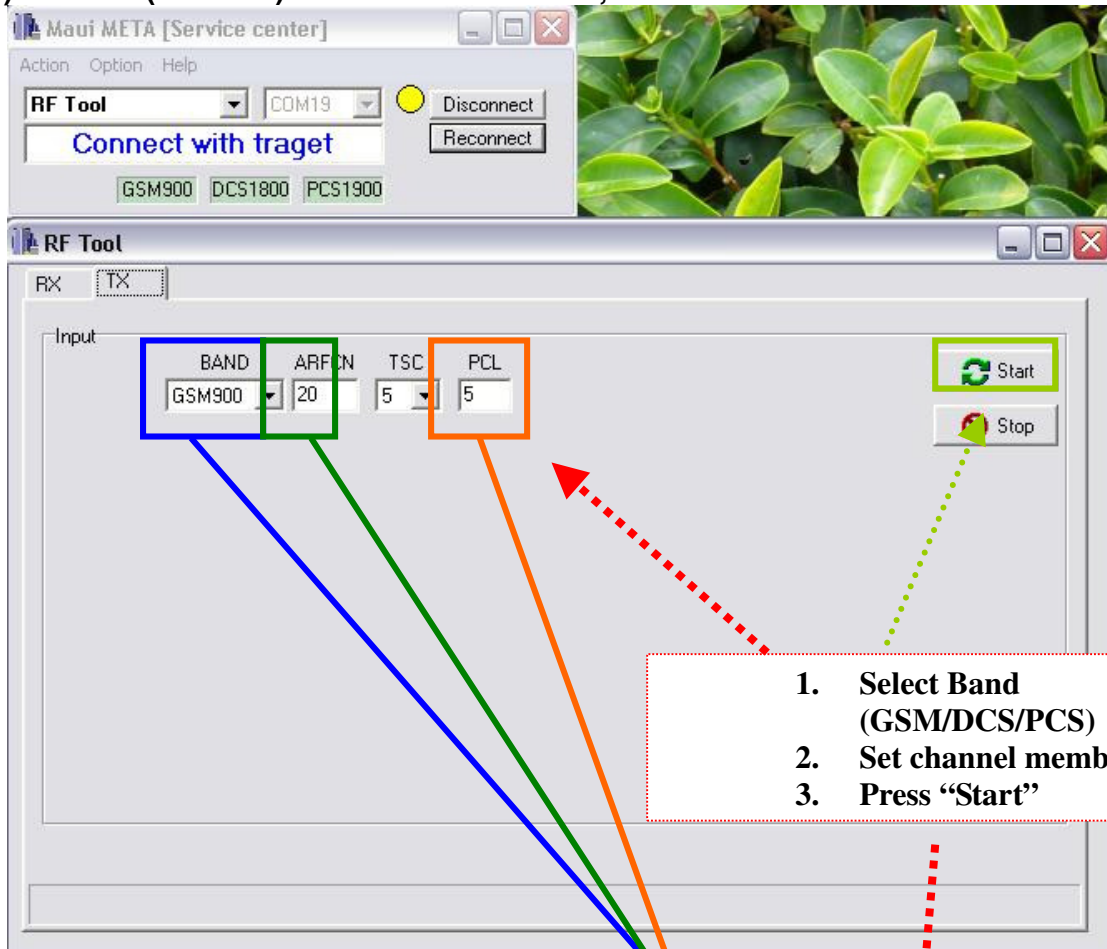 Maui META [Service center]
Action Option Help
RF Tool COM19 Disconnect
Connect with traget Reconnect
GSM900 DCS1800 PCS1900
RF Tool
RX TX
Input
BAND ARFCN TSC PCL
GSM900 20 5 5
Start
Stop
1. Select Band
(GSM/DCS/PCS)
2. Set channel memb
3. Press “Start”